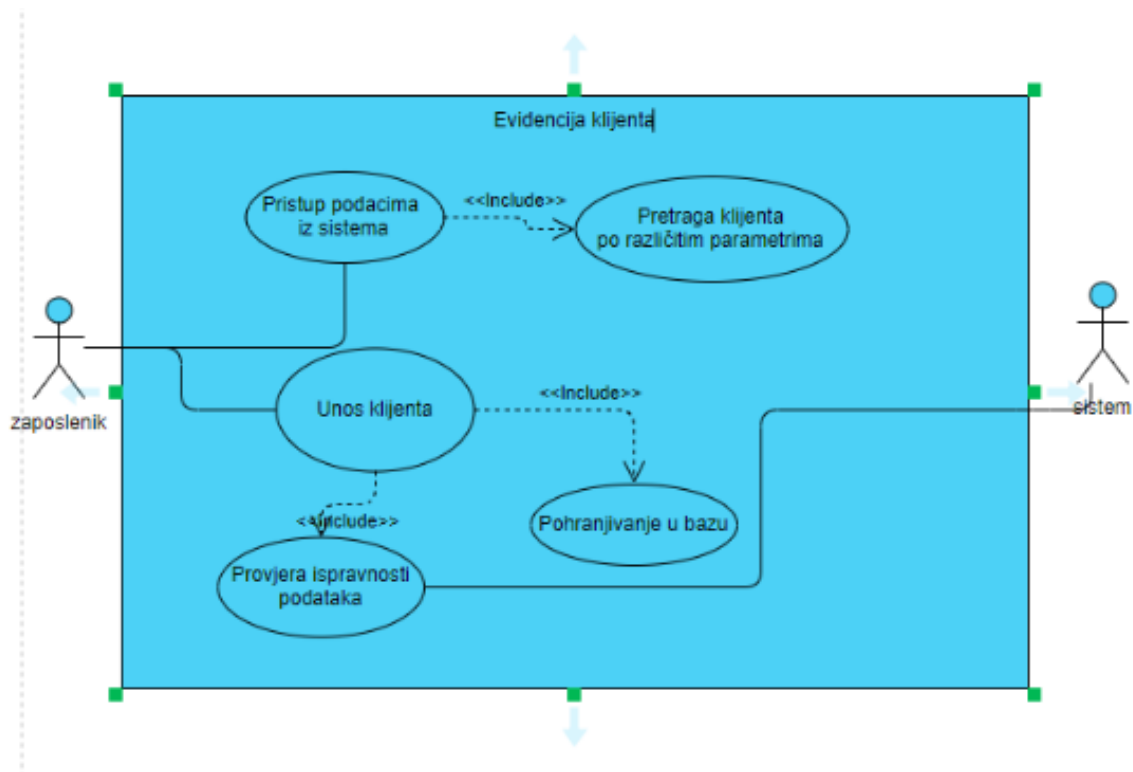 Evidencija klijenta
Pristup podacima
iz sistema
<<Include>>
Pretraga klijenta
po različitim parametrima
zaposlenik
sistem
Unos klijenta
<<Include>>
<<Include>>
Pohranjivanje u bazu
Provjera ispravnosti
podataka